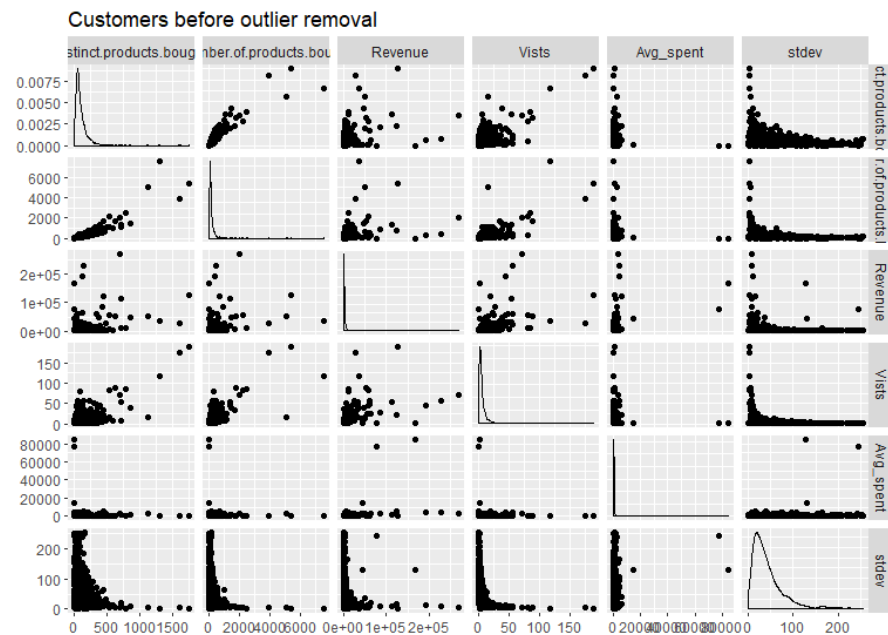 Customers before outlier removal
stinct.products.boug
nber.of.products.bou
Revenue
Vists
Avg_spent
stdev
0.0075
0.0050
0.0025
0.0000
ct.products.bo
6000
4000
2000
0
r.of.products.l
2e+05
1e+05
0e+00
Revenue
150
100
50
0
Vists
80000
60000
40000
20000
0
Avg_spent
200
100
0
stdev
0 500 1000 1500
0 2000 4000 6000
0e+00 1e+05 2e+05
0 50 100 150
0 20000 40000 60000 80000
0 100 200